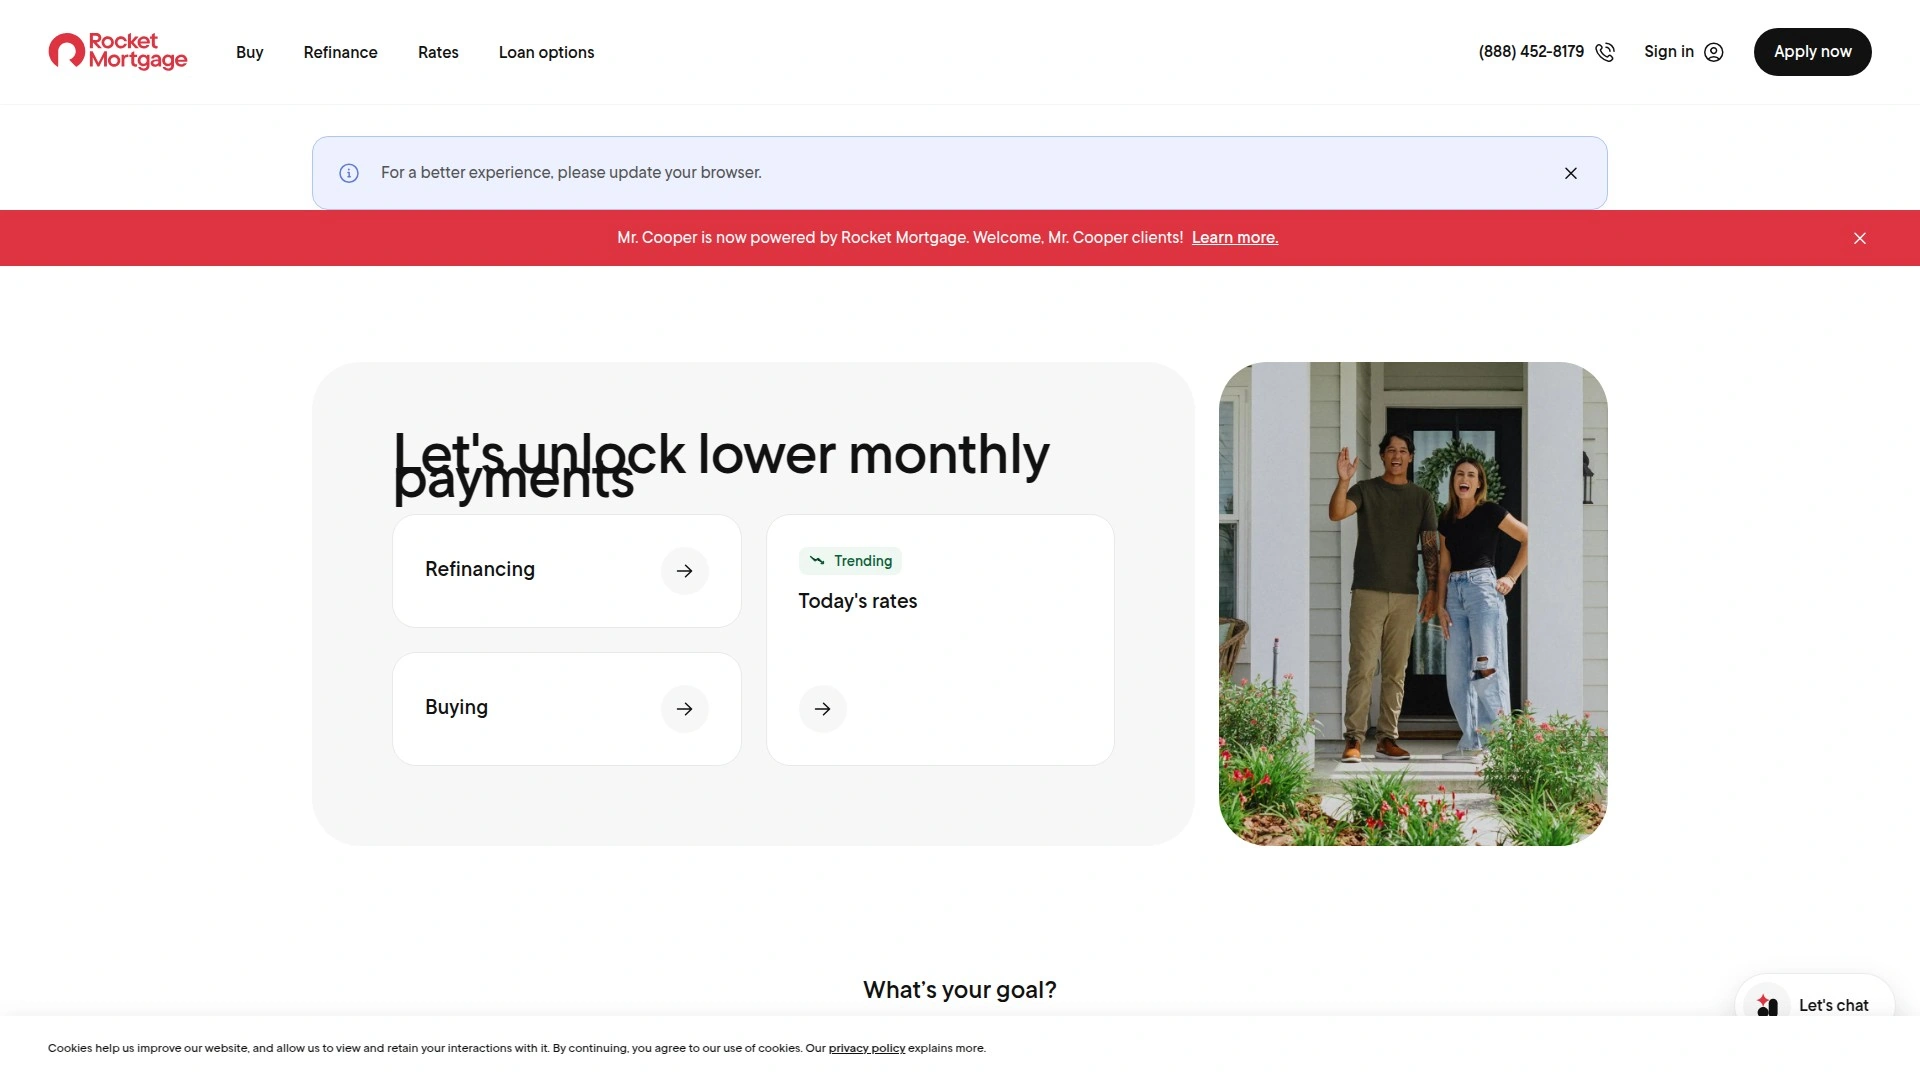 Rocket
Mortgage
Buy
Refinance
Rates
Loan options
(888) 452-8179
Sign in
Apply now
For a better experience, please update your browser.
Mr. Cooper is now powered by Rocket Mortgage. Welcome, Mr. Cooper clients! Learn more.
Let's unlock lower monthly
payments
Refinancing
Trending
Today's rates
Buying
What's your goal?
Let's chat
Cookies help us improve our website, and allow us to view and retain your interactions with it. By continuing, you agree to our use of cookies. Our privacy policy explains more.